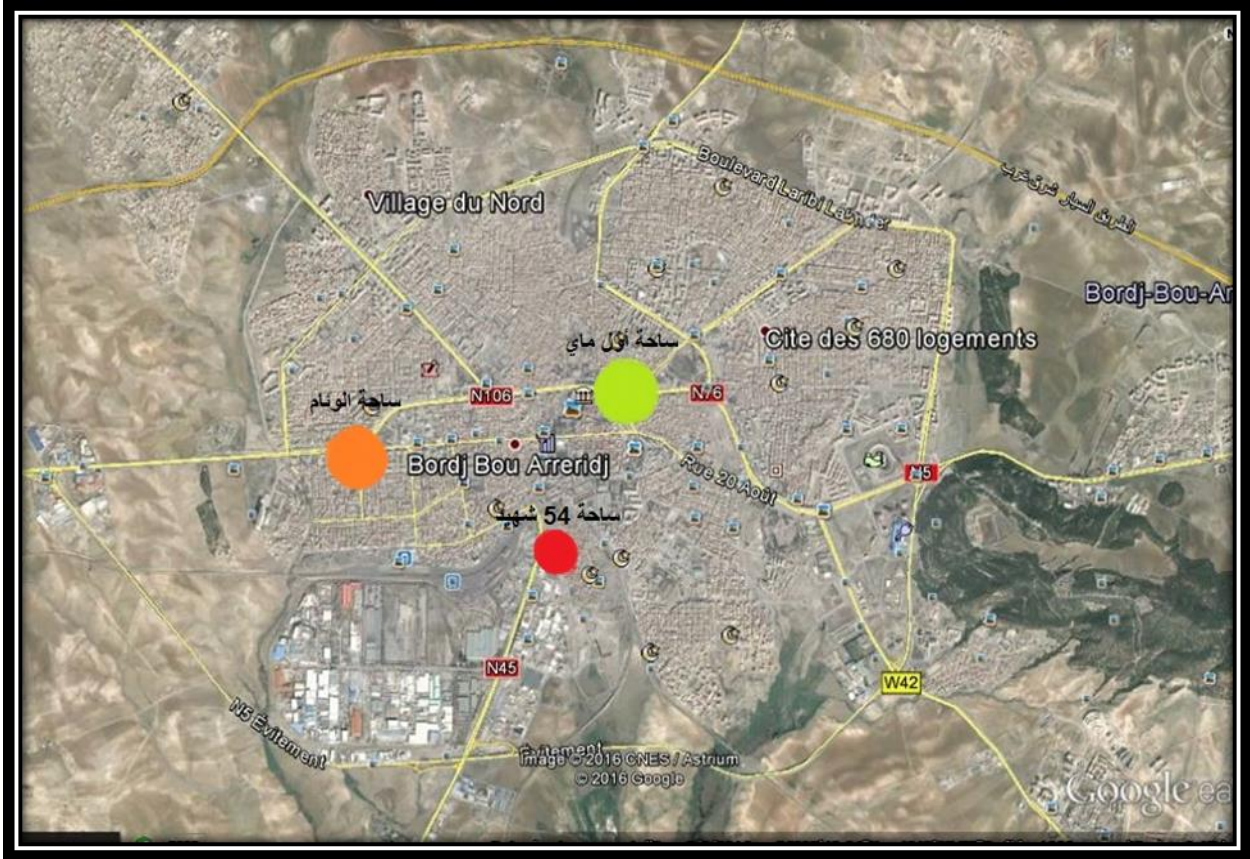 Village du Nord
Boulevard Laribi
الطريق السيار شرق غرب
Bordj-Bou-Ar
ساحة أول ماي
Cite des 680 logements
ساحة الوئام
N106
N76
Bordj Bou Arreridj
Rue 20 Août
N5
ساحة 54 شهيد
N45
W42
N5 Évitement
Évitement
Image © 2016 CNES / Astrium
© 2016 Google
Google ea